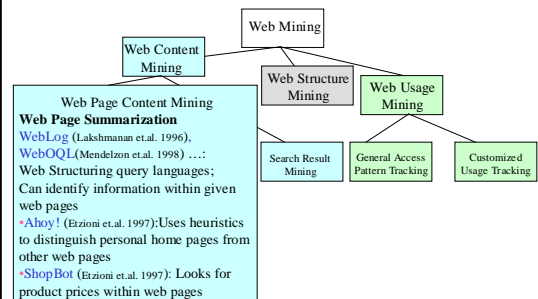 Web Mining
Web Content
Mining
Web Structure
Mining
Web Usage
Mining
Web Page Content Mining
Web Page Summarization
WebLog (Lakshmanan et.al. 1996),
WebOQL(Mendelzon et.al. 1998) …:
Web Structuring query languages;
Can identify information within given
web pages
•Ahoy! (Etzioni et.al. 1997):Uses heuristics
to distinguish personal home pages from
other web pages
•ShopBot (Etzioni et.al. 1997): Looks for
product prices within web pages
Search Result
Mining
General Access
Pattern Tracking
Customized
Usage Tracking